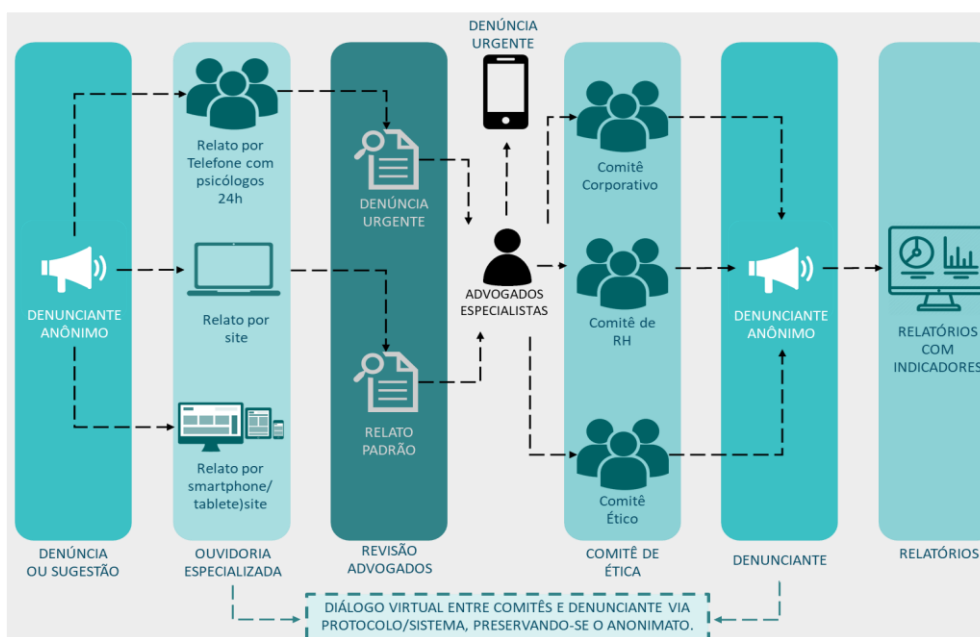 DENÚNCIA
URGENTE
Relato por
Telefone com
psicólogos
24h
DENÚNCIA
URGENTE
Comitê
Corporativo
DENUNCIANTE
ANÔNIMO
Relato por
site
ADVOGADOS
ESPECIALISTAS
Comitê de
RH
DENUNCIANTE
ANÔNIMO
RELATÓRIOS
COM
INDICADORES
RELATO
PADRÃO
Relato por
smartphone/
tablete)site
Comitê
Ético
DENÚNCIA
OU SUGESTÃO
OUVIDORIA
ESPECIALIZADA
REVISÃO
ADVOGADOS
COMITÊ DE
ÉTICA
DENUNCIANTE
RELATÓRIOS
DIÁLOGO VIRTUAL ENTRE COMITÊS E DENUNCIANTE VIA
PROTOCOLO/SISTEMA, PRESERVANDO-SE O ANONIMATO.